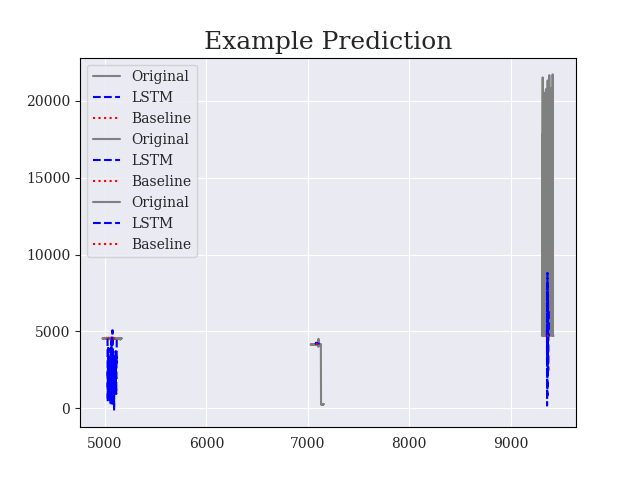 Example Prediction
Original
LSTM
Baseline
Original
LSTM
Baseline
Original
LSTM
Baseline
20000
15000
10000
5000
0
5000 6000 7000 8000 9000